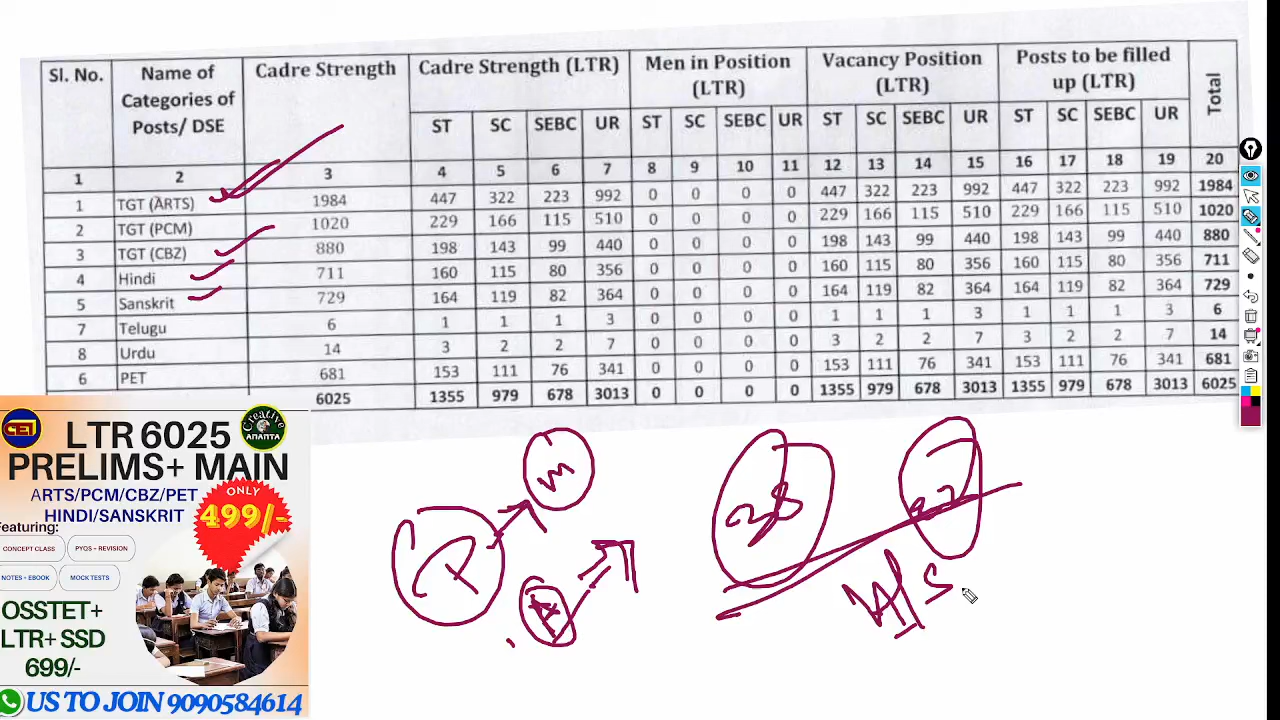 Sl. No. Name of Categories of Posts/ DSE Cadre Strength Cadre Strength (LTR) Men in Position (LTR) Vacancy Position (LTR) Posts to be filled up (LTR) Total
ST SC SEBC UR ST SC SEBC UR ST SC SEBC UR ST SC SEBC UR
1 2 3 4 5 6 7 8 9 10 11 12 13 14 15 16 17 18 19 20
1 TGT (ARTS) 1984 447 322 223 992 0 0 0 0 447 322 223 992 447 322 223 992 1984
2 TGT (PCM) 1020 229 166 115 510 0 0 0 0 229 166 115 510 229 166 115 510 1020
3 TGT (CBZ) 880 198 143 99 440 0 0 0 0 198 143 99 440 198 143 99 440 880
4 Hindi 711 160 115 80 356 0 0 0 0 160 115 80 356 160 115 80 356 711
5 Sanskrit 729 164 119 82 364 0 0 0 0 164 119 82 364 164 119 82 364 729
7 Telugu 6 1 1 1 3 0 0 0 0 1 1 1 3 1 1 1 3 6
8 Urdu 14 3 2 2 7 0 0 0 0 3 2 2 7 3 2 2 7 14
6 PET 681 153 111 76 341 0 0 0 0 153 111 76 341 153 111 76 341 681
6025 1355 979 678 3013 0 0 0 0 1355 979 678 3013 1355 979 678 3013 6025
CET Creative ANANTA
LTR 6025
PRELIMS+ MAIN
ARTS/PCM/CBZ/PET
HINDI/SANSKRIT
ONLY
499/-
Featuring:
CONCEPT CLASS PYQS + REVISION
NOTES + EBOOK MOCK TESTS
OSSTET+
LTR+ SSD
699/-
US TO JOIN 9090584614
M
P
28 27
A/S